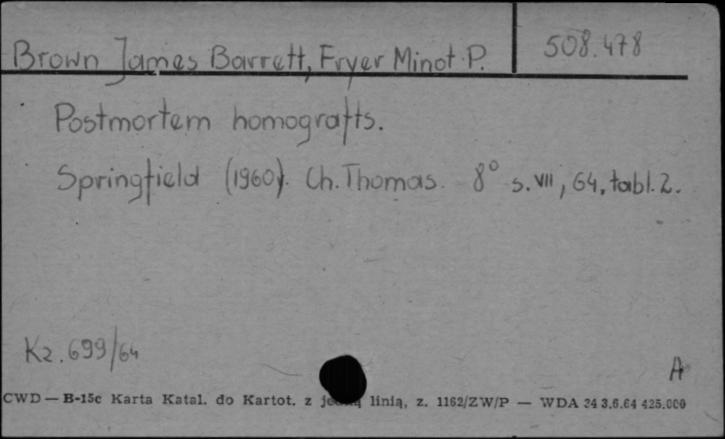 Brown James Barrett, Fryer Minot P. 508.478
Postmortem homografts.
Springfield (1960). Ch. Thomas. 8° s. VII, 64, tabl. 2.
Kz. 699/64
A
CWD — B-15c Karta Katal. do Kartot. z linią, z. 1162/ZW/P — WDA 24 3.6.64 425.000